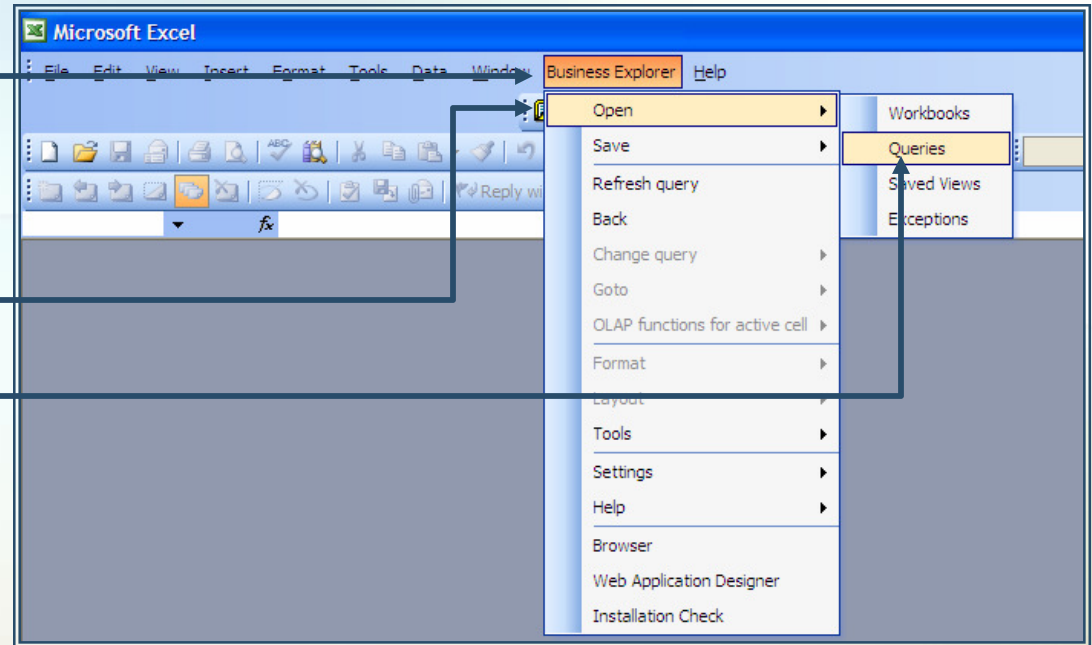 Microsoft Excel
File Edit View Insert Format Tools Data Window Business Explorer Help
Open
Workbooks
Save
Queries
Refresh query
Saved Views
Back
Exceptions
Change query
Goto
OLAP functions for active cell
Format
Layout
Tools
Settings
Help
Browser
Web Application Designer
Installation Check
ABC
Reply wi
fx